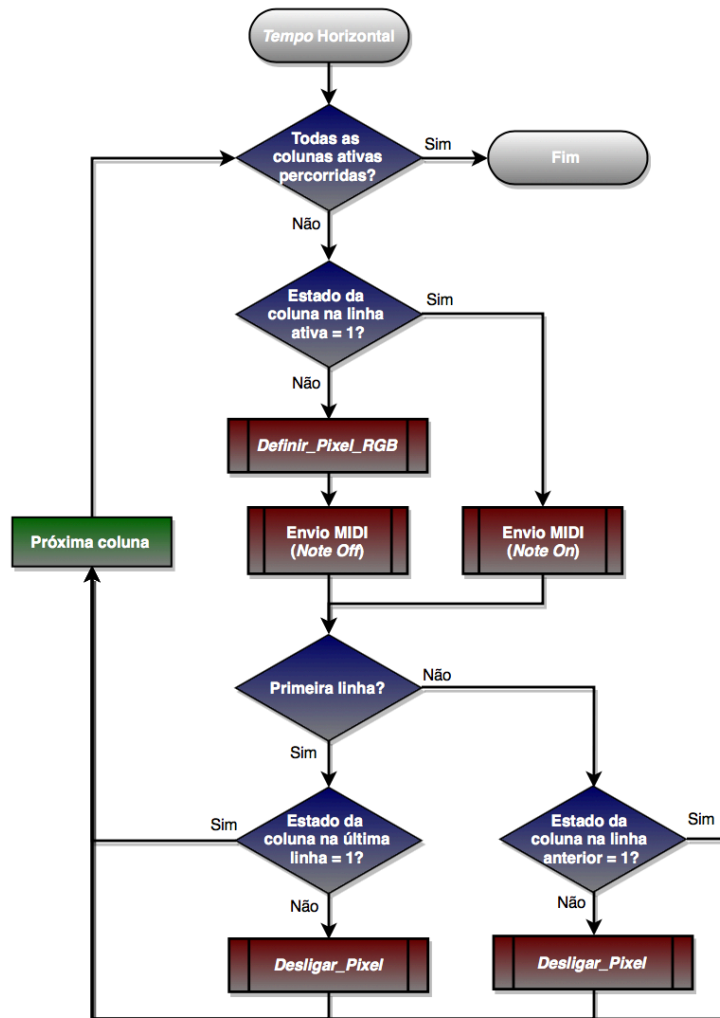 Tempo Horizontal
Todas as
colunas ativas
percorridas?
Sim
Fim
Não
Estado da
coluna na linha
ativa = 1?
Sim
Não
Definir_Pixel_RGB
Próxima coluna
Envio MIDI
(Note Off)
Envio MIDI
(Note On)
Primeira linha?
Não
Sim
Estado da
coluna na última
linha = 1?
Sim
Estado da
coluna na linha
anterior = 1?
Sim
Não
Não
Desligar_Pixel
Desligar_Pixel